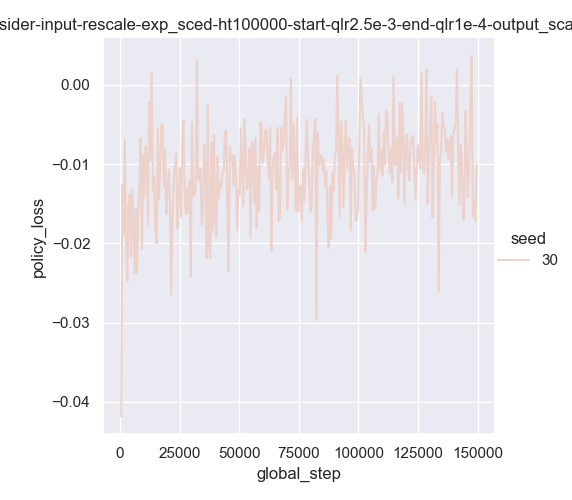 sider-input-rescale-exp_sced-ht100000-start-qlr2.5e-3-end-qlr1e-4-output_sca
0.00
−0.01
−0.02
−0.03
−0.04
policy_loss
0 25000 50000 75000 100000 125000 150000
global_step
seed
30